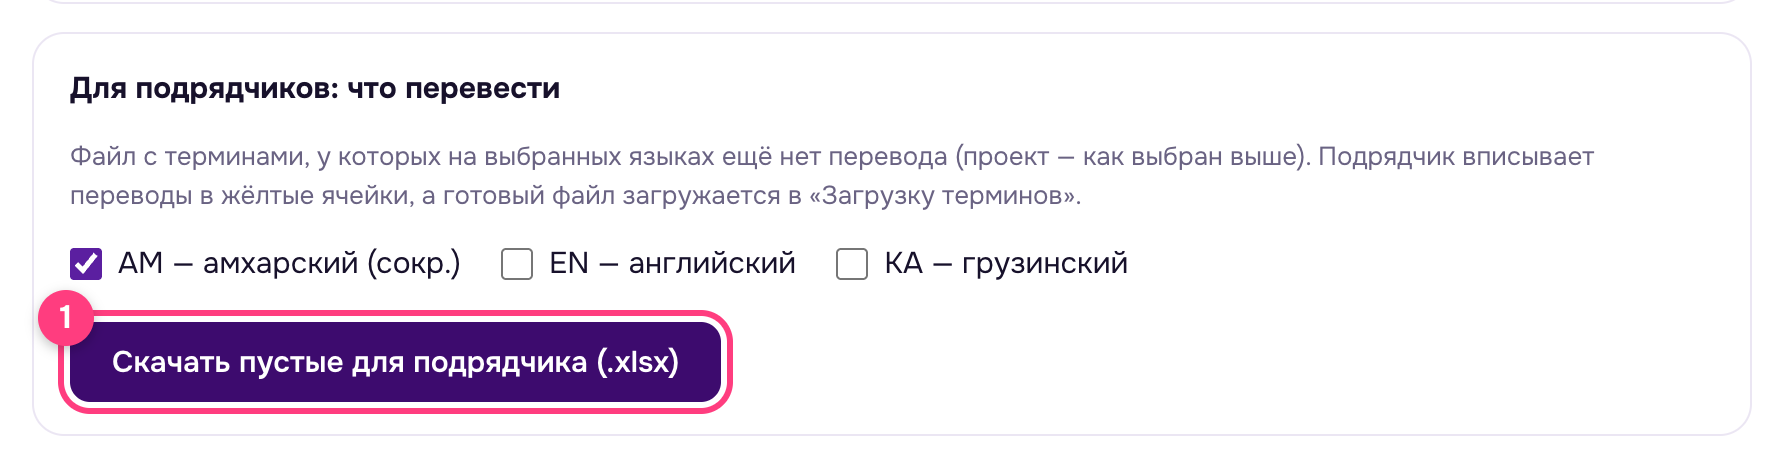 Для подрядчиков: что перевести
Файл с терминами, у которых на выбранных языках ещё нет перевода (проект — как выбран выше). Подрядчик вписывает
переводы в жёлтые ячейки, а готовый файл загружается в «Загрузку терминов».
AM — амхарский (сокр.) EN — английский KA — грузинский
1
Скачать пустые для подрядчика (.xlsx)